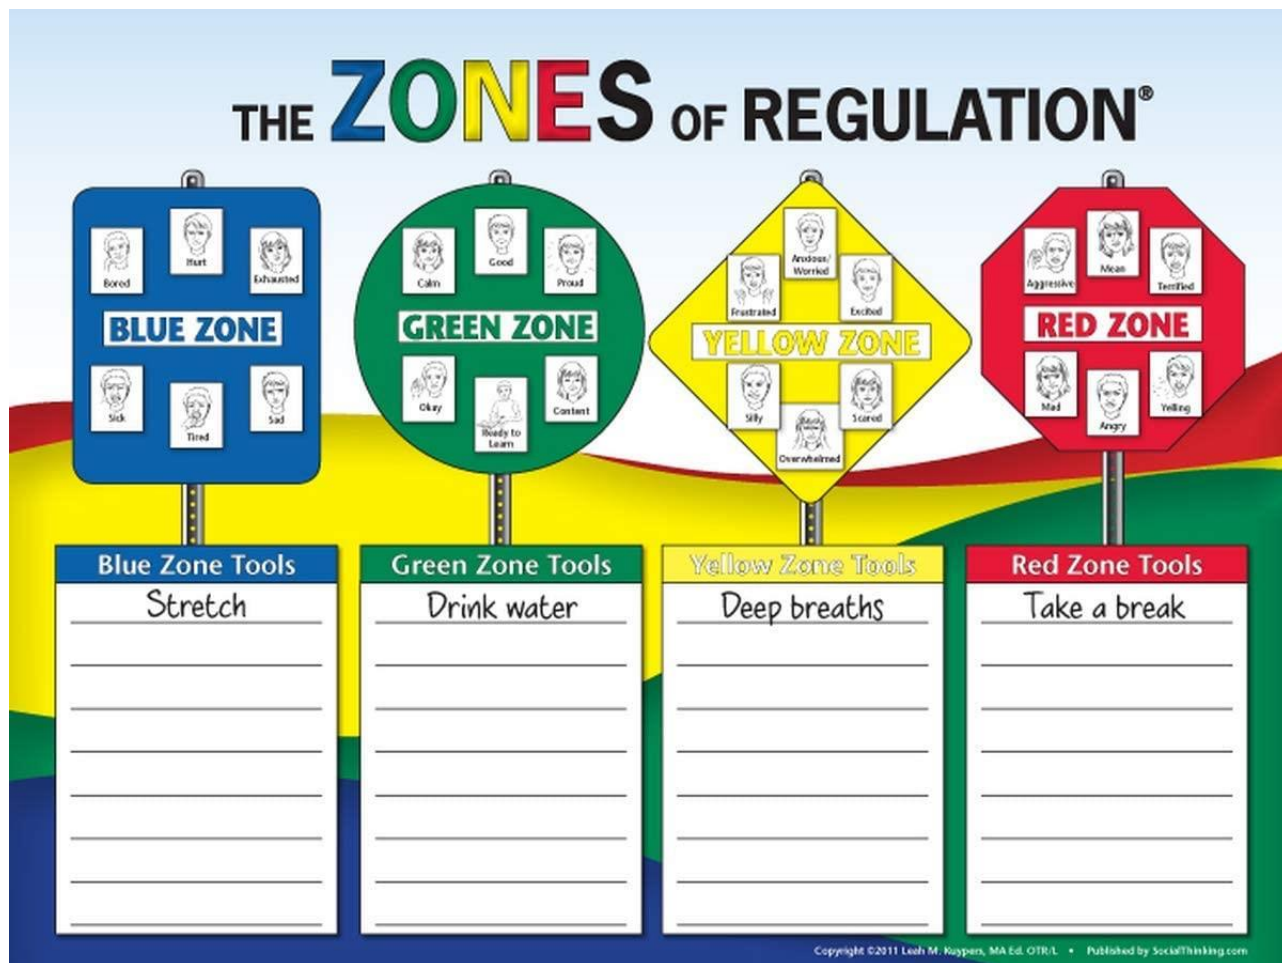 THE ZONES OF REGULATION®
Hurt
Bored
Exhausted
BLUE ZONE
Sick
Tired
Sad
Good
Calm
Proud
GREEN ZONE
Okay
Ready to
Learn
Content
Anxious/
Worried
Frustrated
Excited
YELLOW ZONE
Silly
Scared
Overwhelmed
Mean
Aggressive
Terrified
RED ZONE
Mad
Angry
Yelling
Blue Zone Tools
Stretch
Green Zone Tools
Drink water
Yellow Zone Tools
Deep breaths
Red Zone Tools
Take a break
Copyright ©2011 Leah M. Kuypers, MA Ed. OTR/L • Published by SocialThinking.com